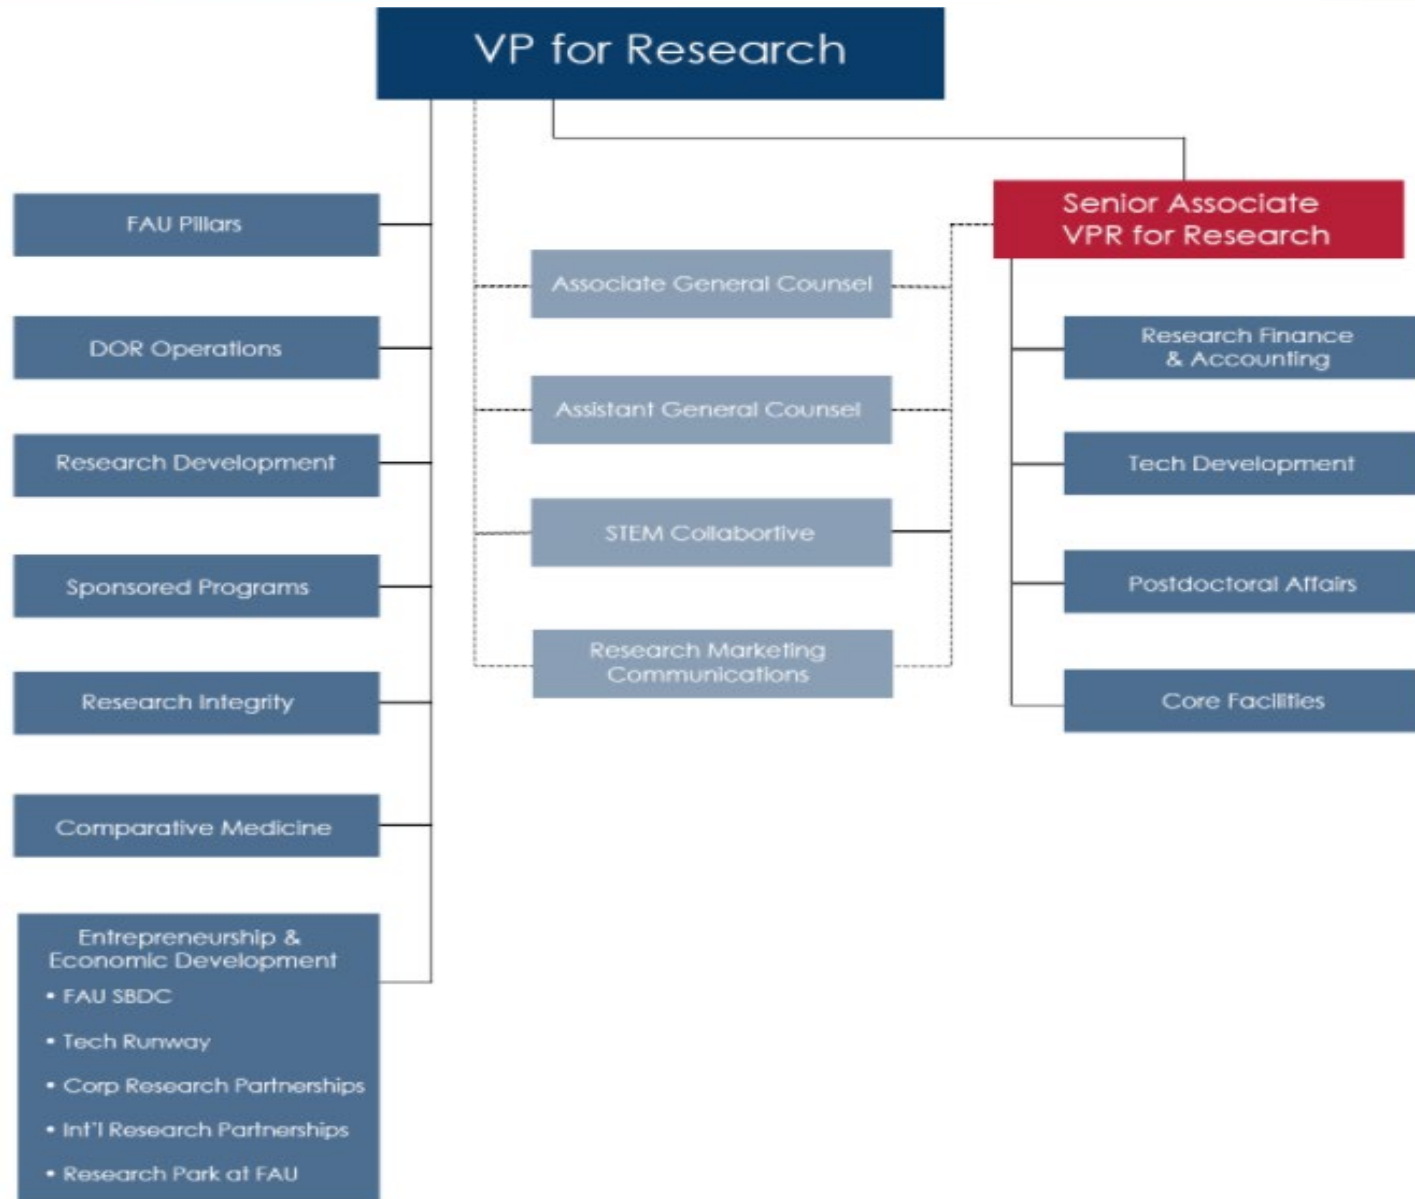 VP for Research
Senior Associate
VPR for Research
FAU Pillars
DOR Operations
Research Development
Sponsored Programs
Research Integrity
Comparative Medicine
Entrepreneurship &
Economic Development
• FAU SBDC
• Tech Runway
• Corp Research Partnerships
• Int'l Research Partnerships
• Research Park at FAU
Associate General Counsel
Assistant General Counsel
STEM Collabortive
Research Marketing
Communications
Research Finance
& Accounting
Tech Development
Postdoctoral Affairs
Core Facilities